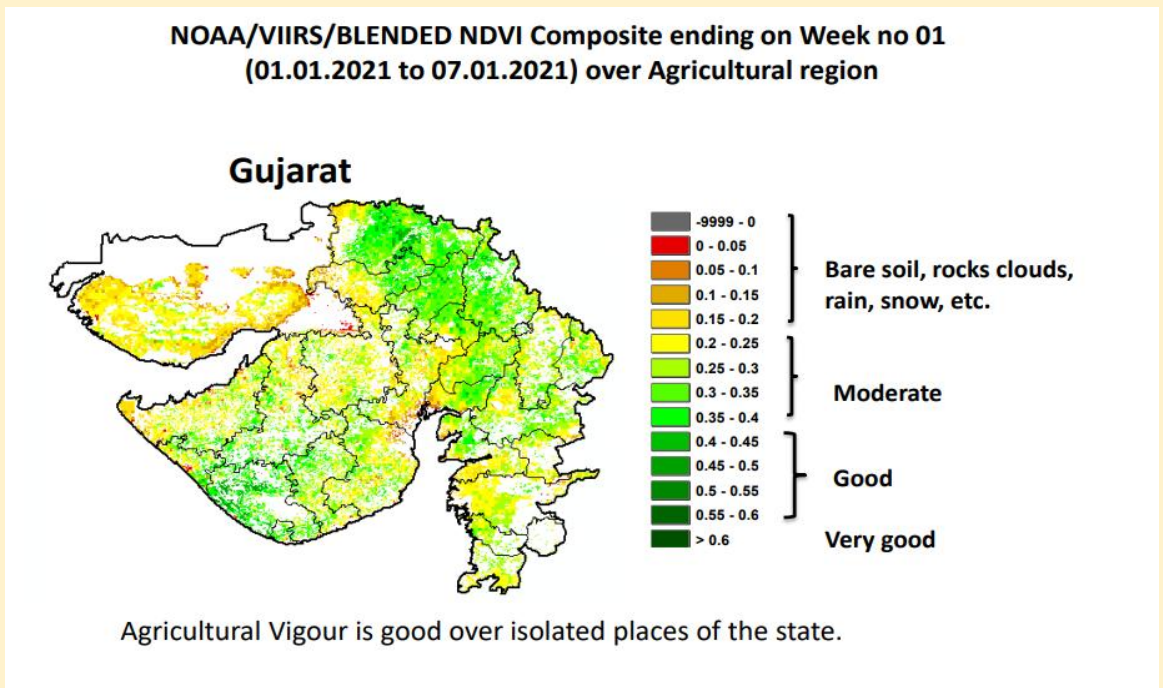 NOAA/VIIRS/BLENDED NDVI Composite ending on Week no 01
(01.01.2021 to 07.01.2021) over Agricultural region
Gujarat
-9999 - 0
0 - 0.05
0.05 - 0.1
0.1 - 0.15
0.15 - 0.2
0.2 - 0.25
0.25 - 0.3
0.3 - 0.35
0.35 - 0.4
0.4 - 0.45
0.45 - 0.5
0.5 - 0.55
0.55 - 0.6
> 0.6
Bare soil, rocks clouds,
rain, snow, etc.
Moderate
Good
Very good
Agricultural Vigour is good over isolated places of the state.